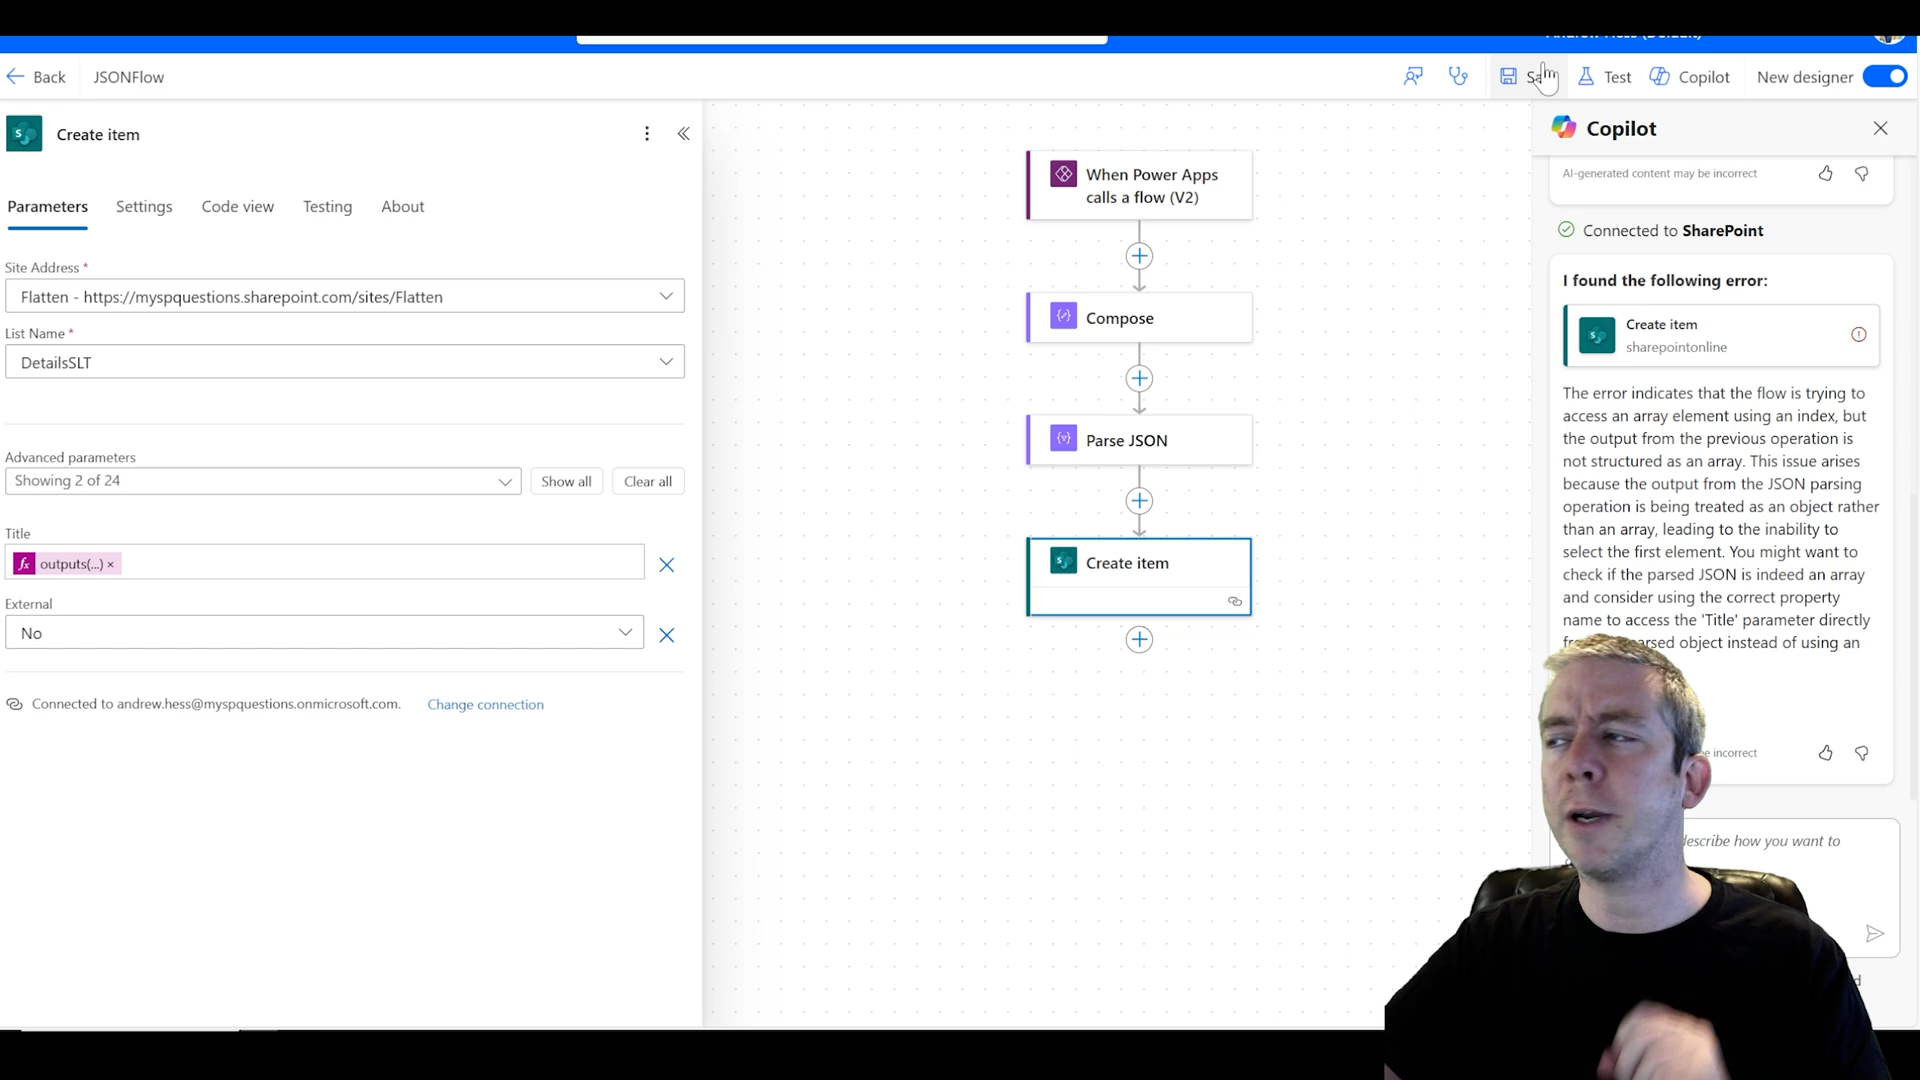 Back
JSONFlow
Test
Copilot
New designer
Create item
Parameters
Settings
Code view
Testing
About
Site Address *
Flatten - https://myspquestions.sharepoint.com/sites/Flatten
List Name *
DetailsSLT
Advanced parameters
Showing 2 of 24
Show all
Clear all
Title
fx outputs(...) ×
External
No
Connected to andrew.hess@myspquestions.onmicrosoft.com.
Change connection
When Power Apps
calls a flow (V2)
Compose
Parse JSON
Create item
Copilot
AI-generated content may be incorrect
Connected to SharePoint
I found the following error:
Create item
sharepointonline
The error indicates that the flow is trying to
access an array element using an index, but
the output from the previous operation is
not structured as an array. This issue arises
because the output from the JSON parsing
operation is being treated as an object rather
than an array, leading to the inability to
select the first element. You might want to
check if the parsed JSON is indeed an array
and consider using the correct property
name to access the 'Title' parameter directly
object instead of using an
incorrect
describe how you want to